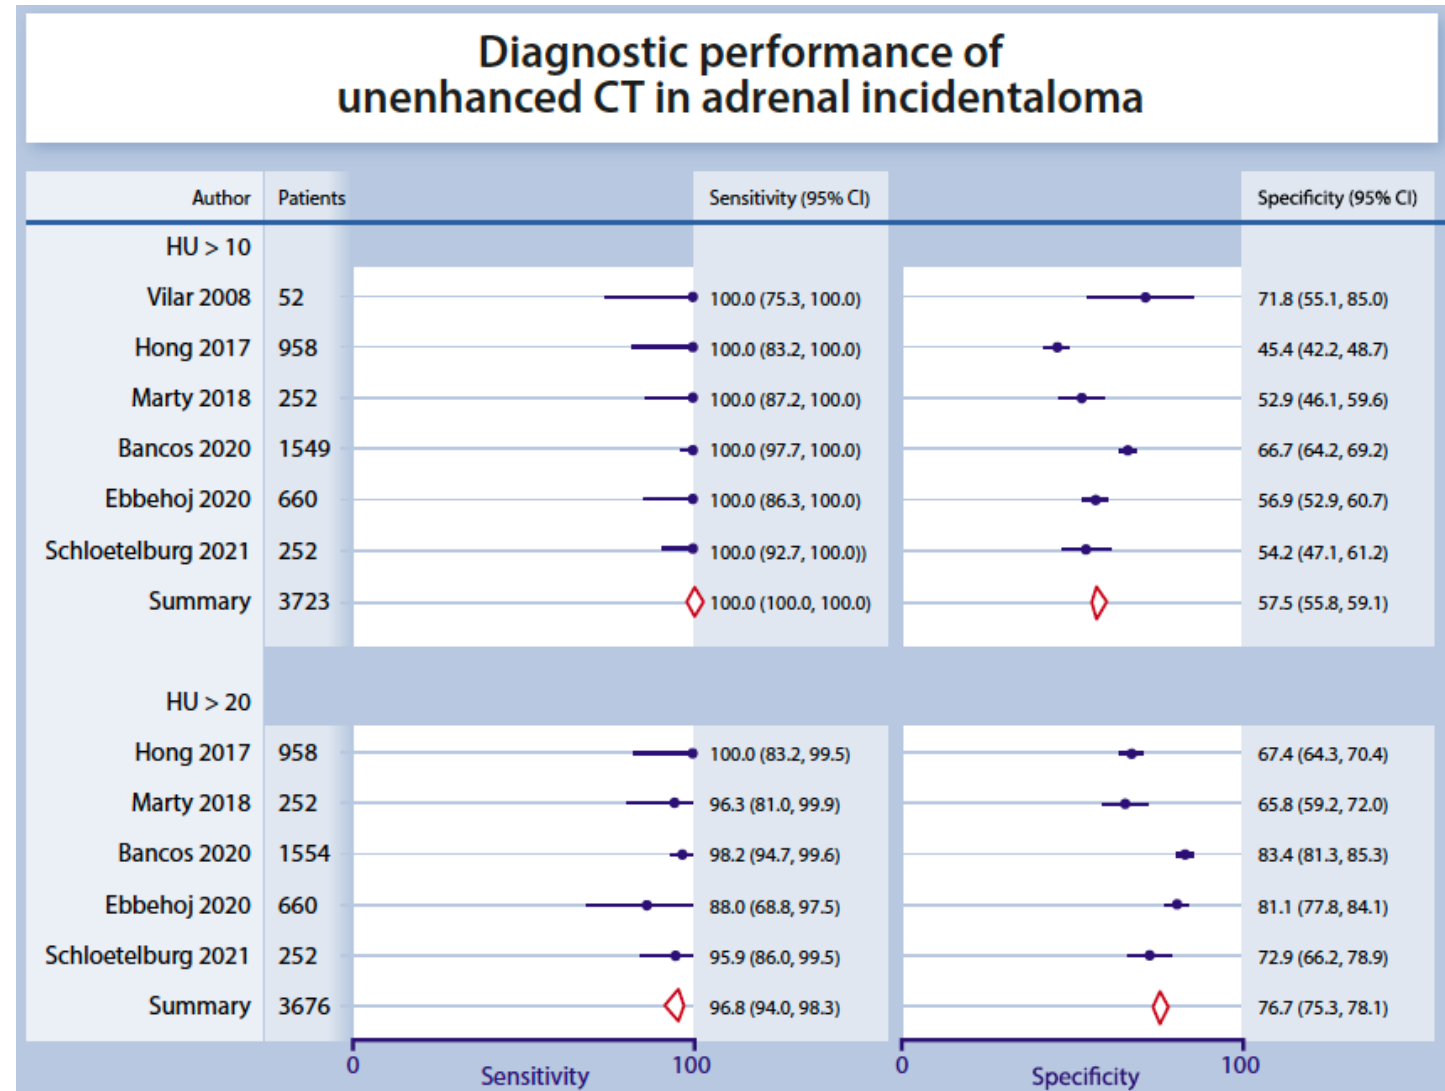 Diagnostic performance of
unenhanced CT in adrenal incidentaloma
Author Patients Sensitivity (95% CI) Specificity (95% CI)
HU > 10
Vilar 2008 52 100.0 (75.3, 100.0) 71.8 (55.1, 85.0)
Hong 2017 958 100.0 (83.2, 100.0) 45.4 (42.2, 48.7)
Marty 2018 252 100.0 (87.2, 100.0) 52.9 (46.1, 59.6)
Bancos 2020 1549 100.0 (97.7, 100.0) 66.7 (64.2, 69.2)
Ebbehoj 2020 660 100.0 (86.3, 100.0) 56.9 (52.9, 60.7)
Schloetelburg 2021 252 100.0 (92.7, 100.0)) 54.2 (47.1, 61.2)
Summary 3723 100.0 (100.0, 100.0) 57.5 (55.8, 59.1)
HU > 20
Hong 2017 958 100.0 (83.2, 99.5) 67.4 (64.3, 70.4)
Marty 2018 252 96.3 (81.0, 99.9) 65.8 (59.2, 72.0)
Bancos 2020 1554 98.2 (94.7, 99.6) 83.4 (81.3, 85.3)
Ebbehoj 2020 660 88.0 (68.8, 97.5) 81.1 (77.8, 84.1)
Schloetelburg 2021 252 95.9 (86.0, 99.5) 72.9 (66.2, 78.9)
Summary 3676 96.8 (94.0, 98.3) 76.7 (75.3, 78.1)
0 100 0 100
Sensitivity Specificity